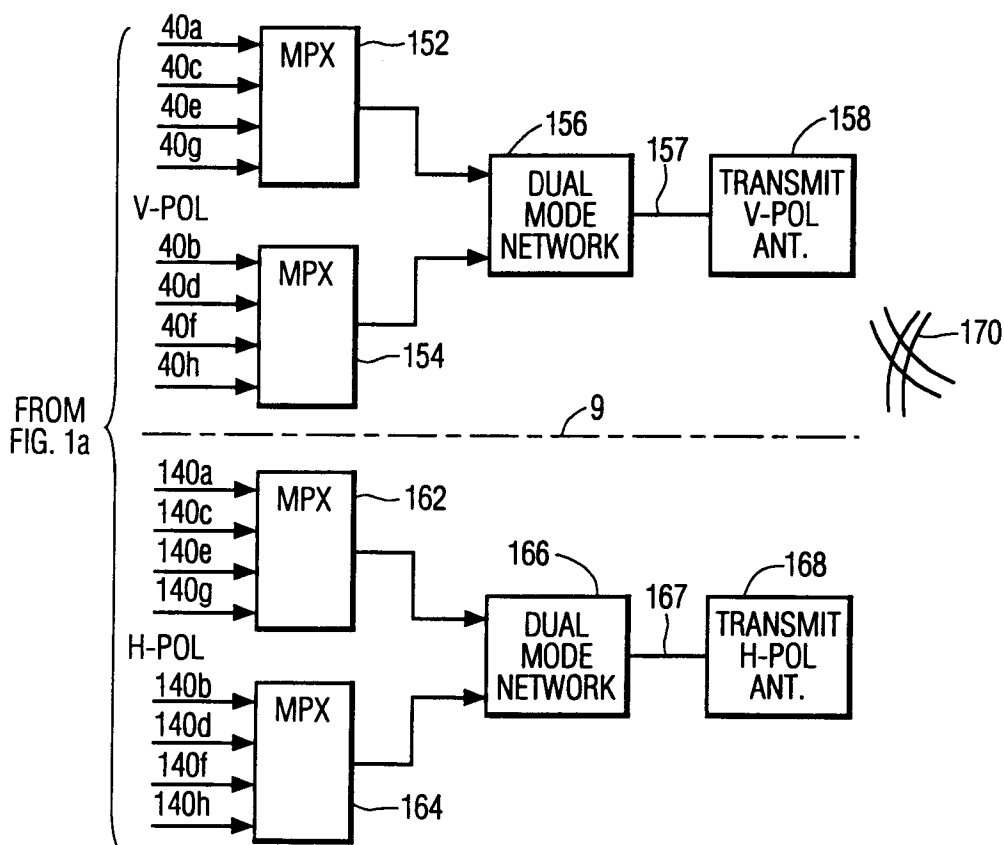 40a
40c
40e
40g
MPX
152
V-POL
40b
40d
40f
40h
MPX
154
156
DUAL
MODE
NETWORK
157
158
TRANSMIT
V-POL
ANT.
170
FROM
FIG. 1a
9
140a
140c
140e
140g
MPX
162
H-POL
140b
140d
140f
140h
MPX
164
166
DUAL
MODE
NETWORK
167
168
TRANSMIT
H-POL
ANT.